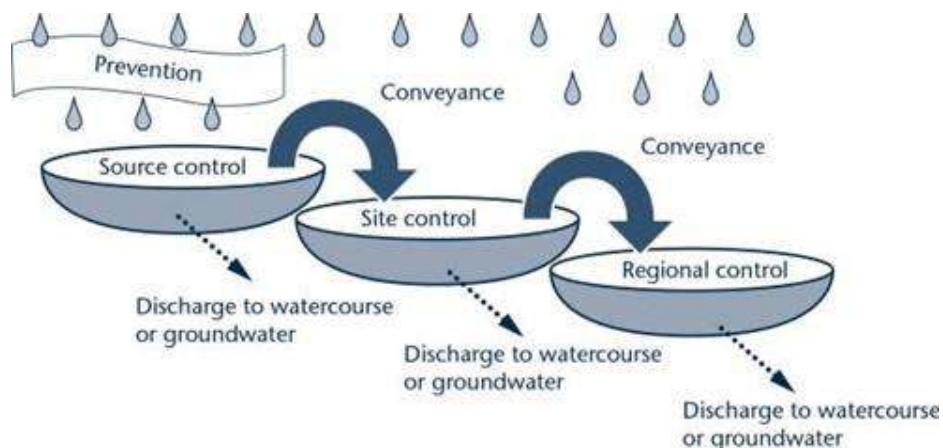 Prevention
Conveyance
Conveyance
Source control
Site control
Regional control
Discharge to watercourse
or groundwater
Discharge to watercourse
or groundwater
Discharge to watercourse
or groundwater